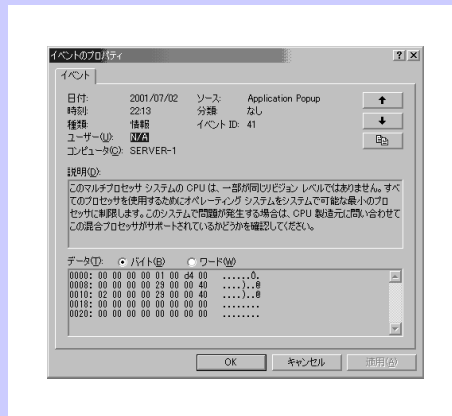 イベントのプロパティ
イベント
日付: 2001/07/02 ソース: Application Popup
時刻: 22:13 分類: なし
種類: 情報 イベント ID: 41
ユーザー(U): N/A
コンピュータ(C): SERVER-1
説明(D):
このマルチプロセッサ システムの CPU は、一部が同じリビジョン レベルではありません。すべ
てのプロセッサを使用するためにオペレーティング システムをシステムで可能な最小のプロ
セッサに制限します。このシステムで問題が発生する場合は、CPU 製造元に問い合わせて
この混合プロセッサがサポートされているかどうかを確認してください。
データ(T): バイト(B) ワード(W)
0000: 00 00 00 00 01 00 d4 00 ......Ô.
0008: 00 00 00 00 29 00 00 40 ....)..@
0010: 02 00 00 00 29 00 00 40 ....)..@
0018: 00 00 00 00 00 00 00 00 ........
0020: 00 00 00 00 00 00 00 00 ........
OK キャンセル 適用(A)